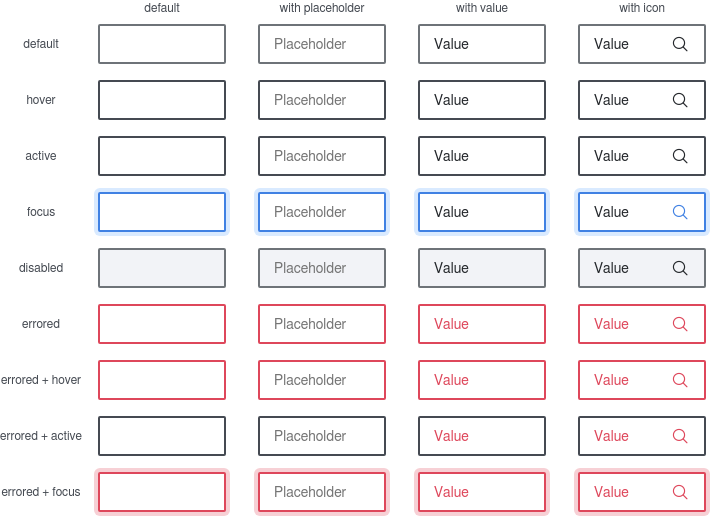 default with placeholder with value with icon
default Placeholder Value Value
hover Placeholder Value Value
active Placeholder Value Value
focus Placeholder Value Value
disabled Placeholder Value Value
errored Placeholder Value Value
errored + hover Placeholder Value Value
errored + active Placeholder Value Value
errored + focus Placeholder Value Value